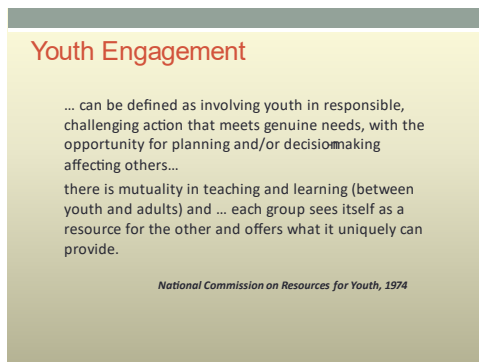 Youth Engagement
… can be defined as involving youth in responsible,
challenging action that meets genuine needs, with the
opportunity for planning and/or decision-making
affecting others…
there is mutuality in teaching and learning (between
youth and adults) and … each group sees itself as a
resource for the other and offers what it uniquely can
provide.
National Commission on Resources for Youth, 1974